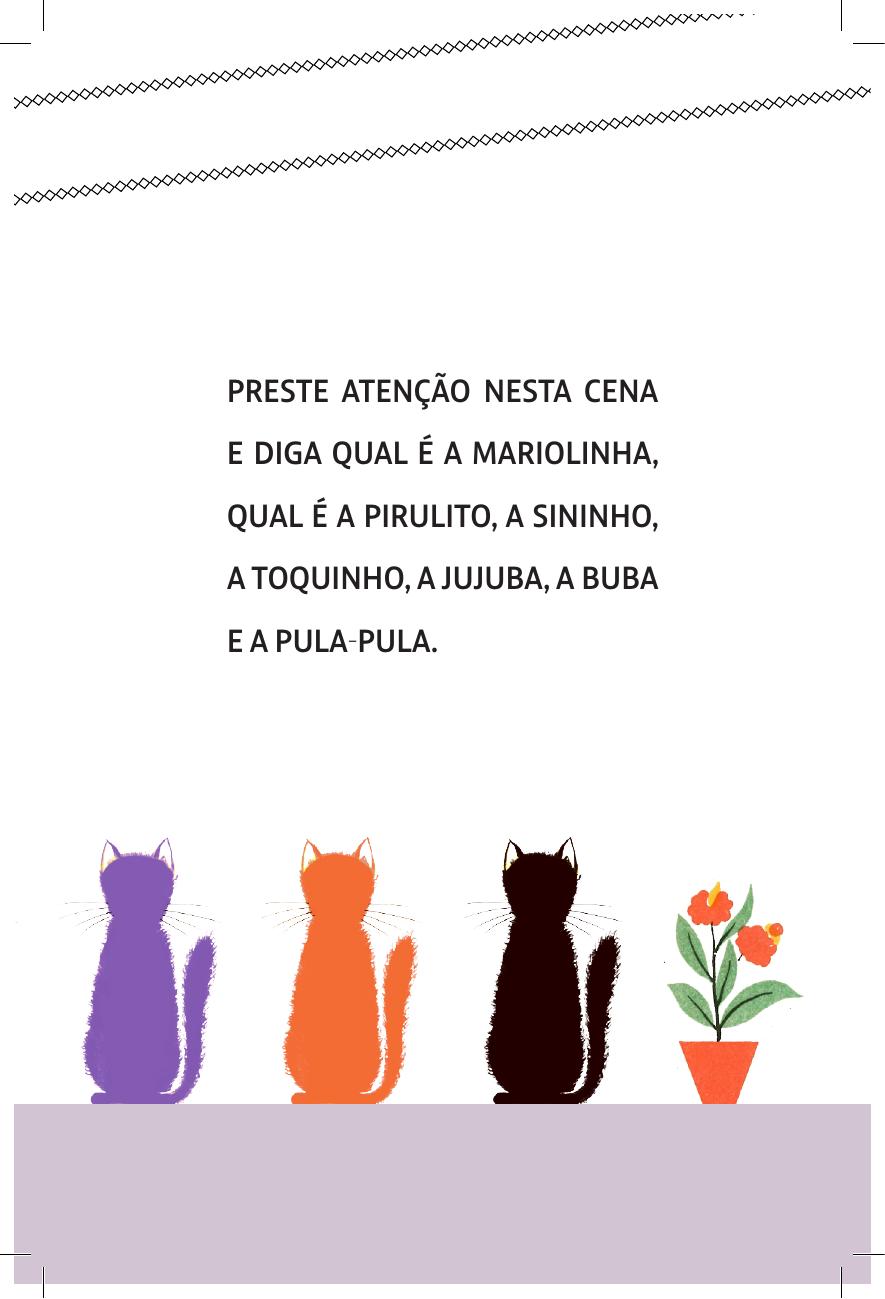 PRESTE ATENÇÃO NESTA CENA
E DIGA QUAL É A MARIOLINHA,
QUAL É A PIRULITO, A SININHO,
A TOQUINHO, A JUJUBA, A BUBA
E A PULA-PULA.